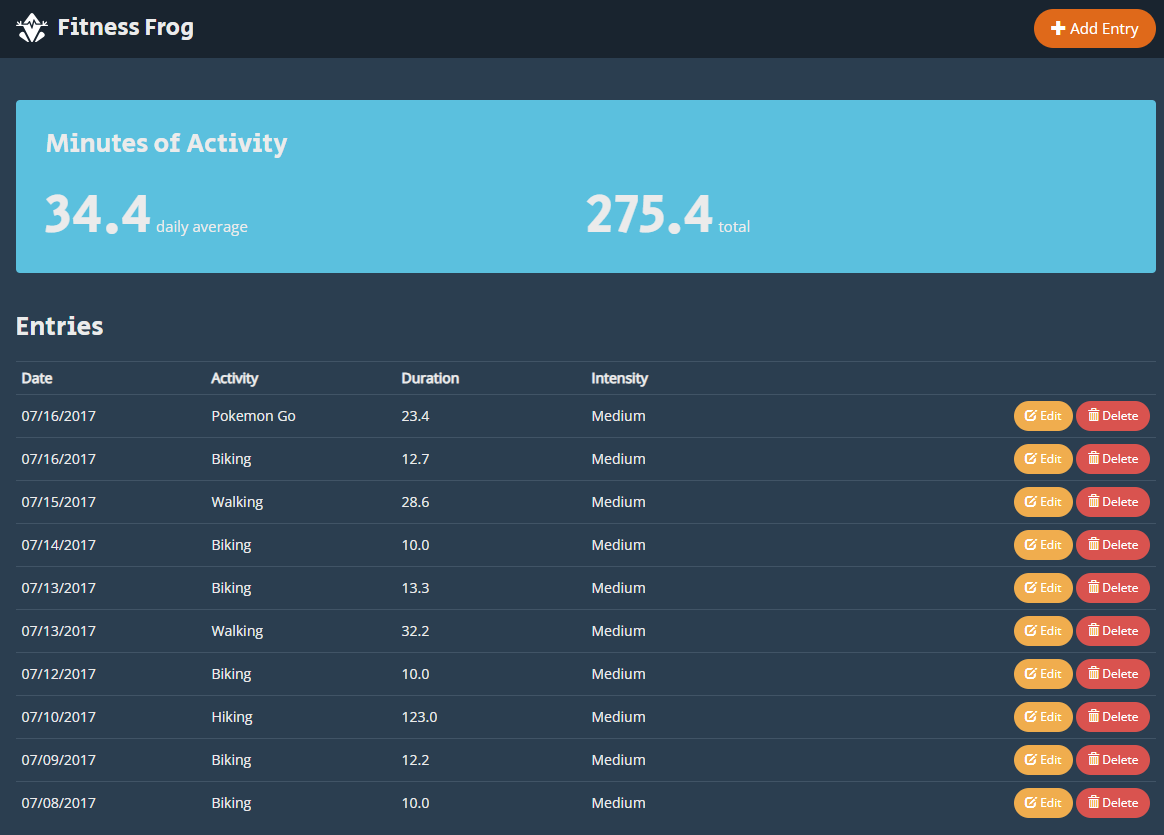 Fitness Frog
Add Entry
Minutes of Activity
34.4 daily average 275.4 total
Entries
Date Activity Duration Intensity
07/16/2017 Pokemon Go 23.4 Medium Edit Delete
07/16/2017 Biking 12.7 Medium Edit Delete
07/15/2017 Walking 28.6 Medium Edit Delete
07/14/2017 Biking 10.0 Medium Edit Delete
07/13/2017 Biking 13.3 Medium Edit Delete
07/13/2017 Walking 32.2 Medium Edit Delete
07/12/2017 Biking 10.0 Medium Edit Delete
07/10/2017 Hiking 123.0 Medium Edit Delete
07/09/2017 Biking 12.2 Medium Edit Delete
07/08/2017 Biking 10.0 Medium Edit Delete